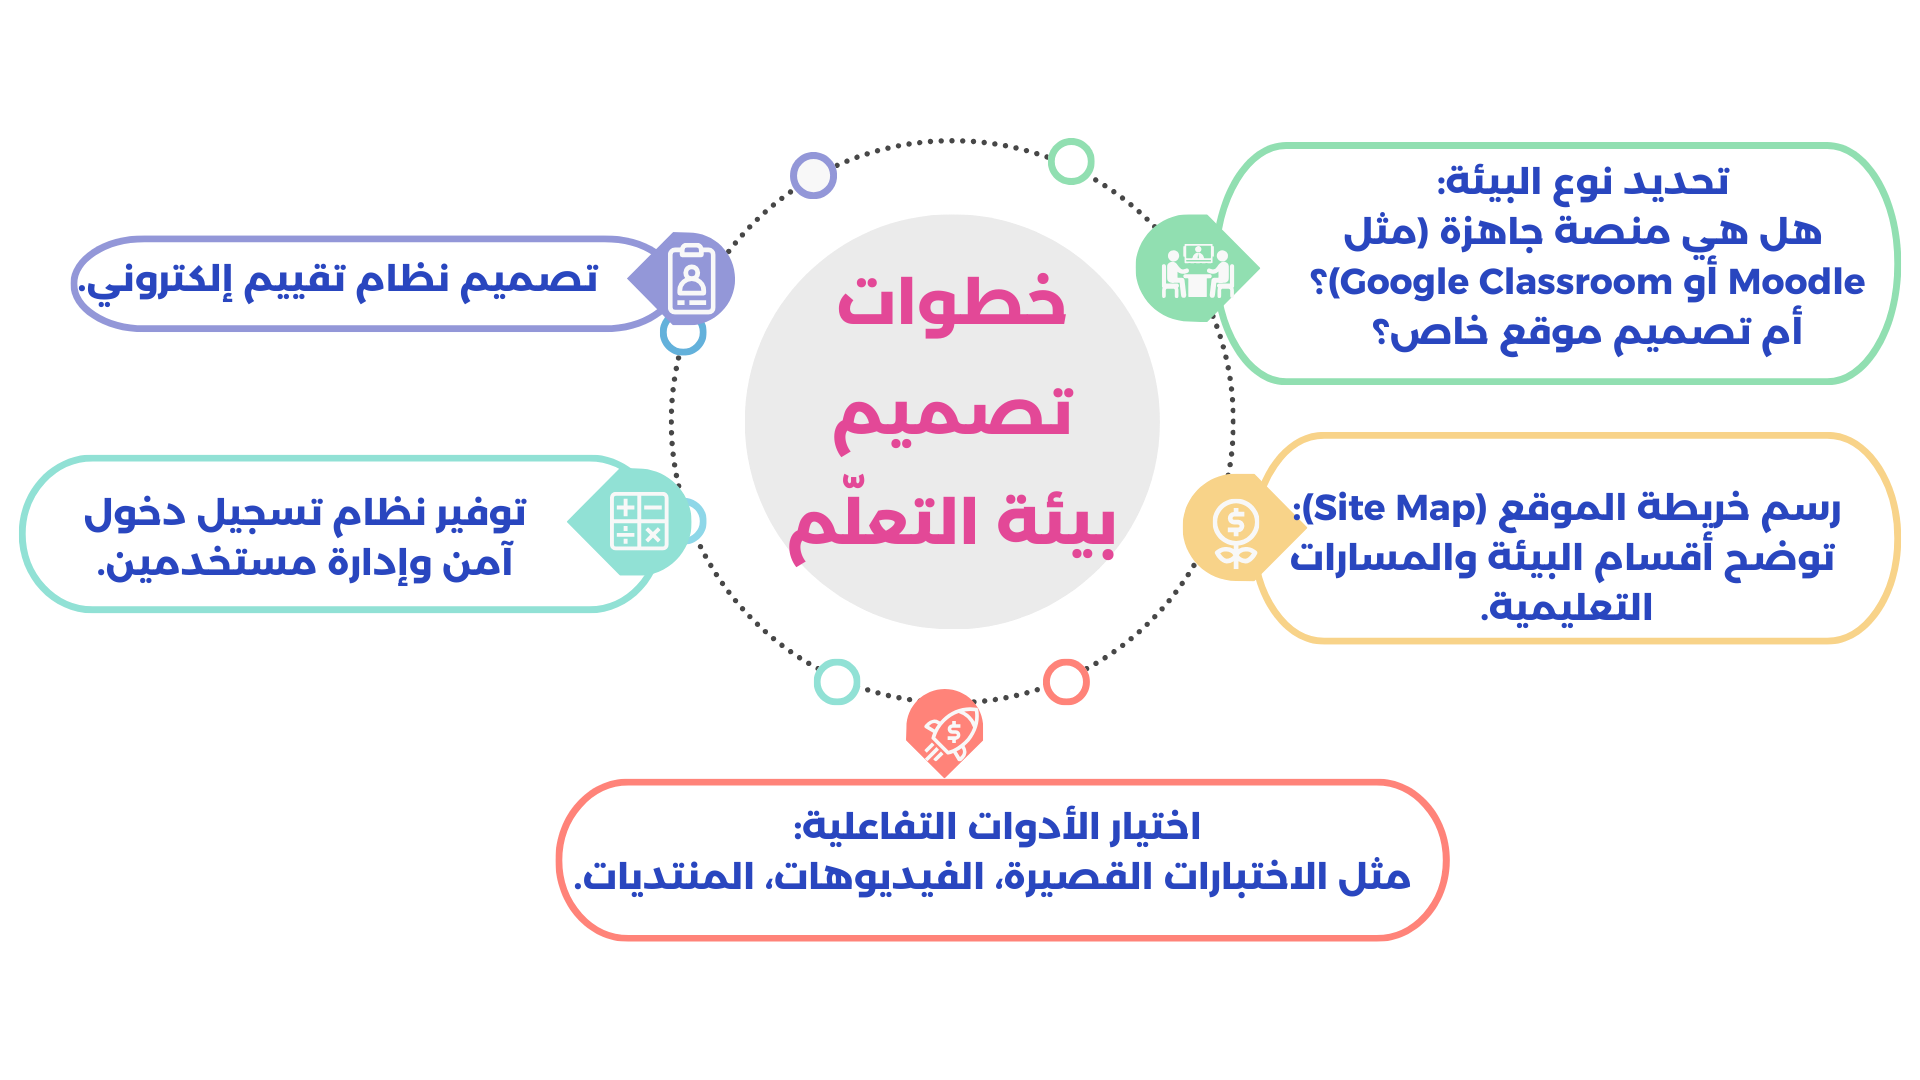 خطوات
تصميم
بيئة التعلّم
تحديد نوع البيئة:
هل هي منصة جاهزة (مثل
Moodle أو Google Classroom)؟
أم تصميم موقع خاص؟
رسم خريطة الموقع (Site Map):
توضح أقسام البيئة والمسارات
التعليمية.
اختيار الأدوات التفاعلية:
مثل الاختبارات القصيرة، الفيديوهات، المنتديات.
توفير نظام تسجيل دخول
آمن وإدارة مستخدمين.
تصميم نظام تقييم إلكتروني.